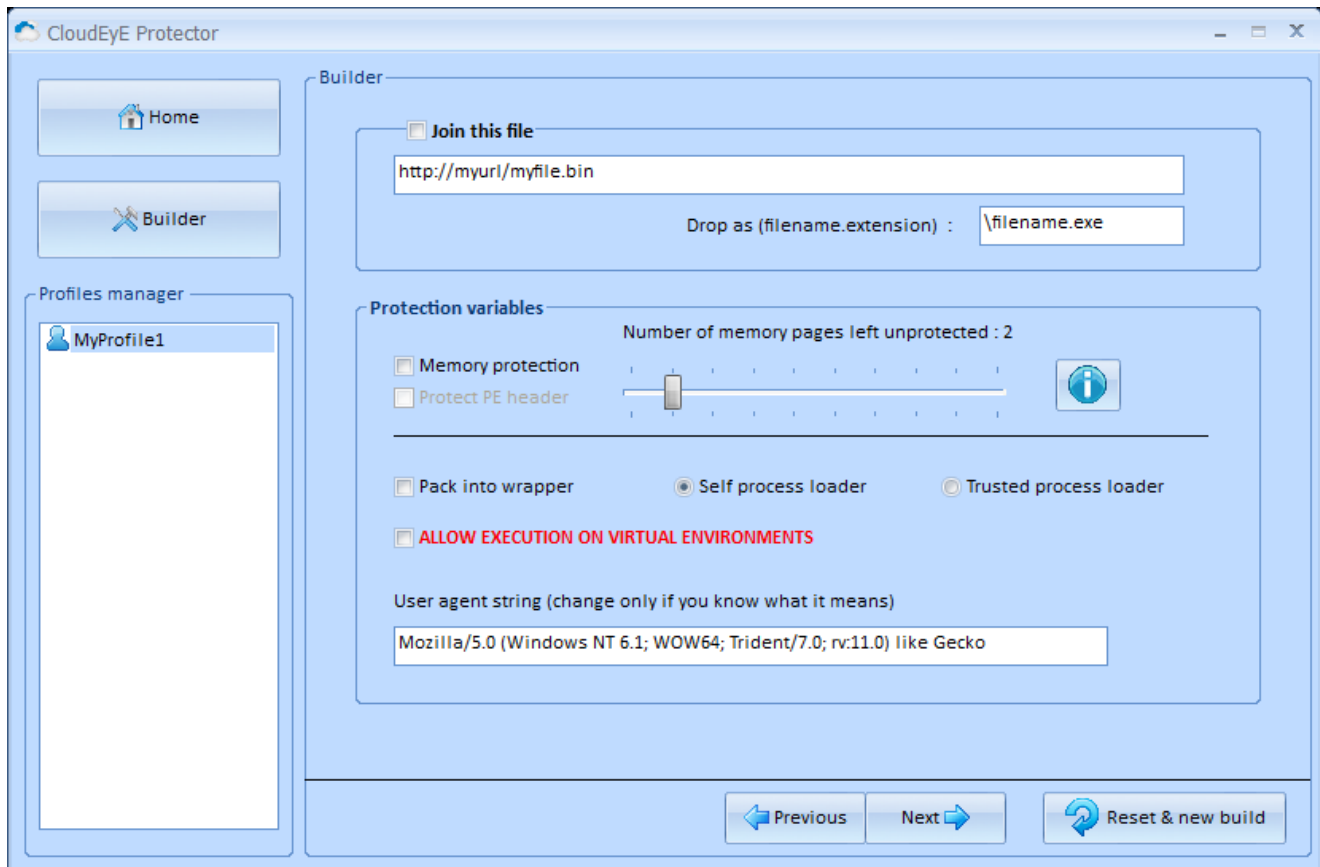 CloudEyE Protector
Home
Builder
Profiles manager
MyProfile1
Builder
Join this file
http://myurl/myfile.bin
Drop as (filename.extension) :
\filename.exe
Protection variables
Number of memory pages left unprotected : 2
Memory protection
Protect PE header
Pack into wrapper
Self process loader
Trusted process loader
ALLOW EXECUTION ON VIRTUAL ENVIRONMENTS
User agent string (change only if you know what it means)
Mozilla/5.0 (Windows NT 6.1; WOW64; Trident/7.0; rv:11.0) like Gecko
Previous
Next
Reset & new build